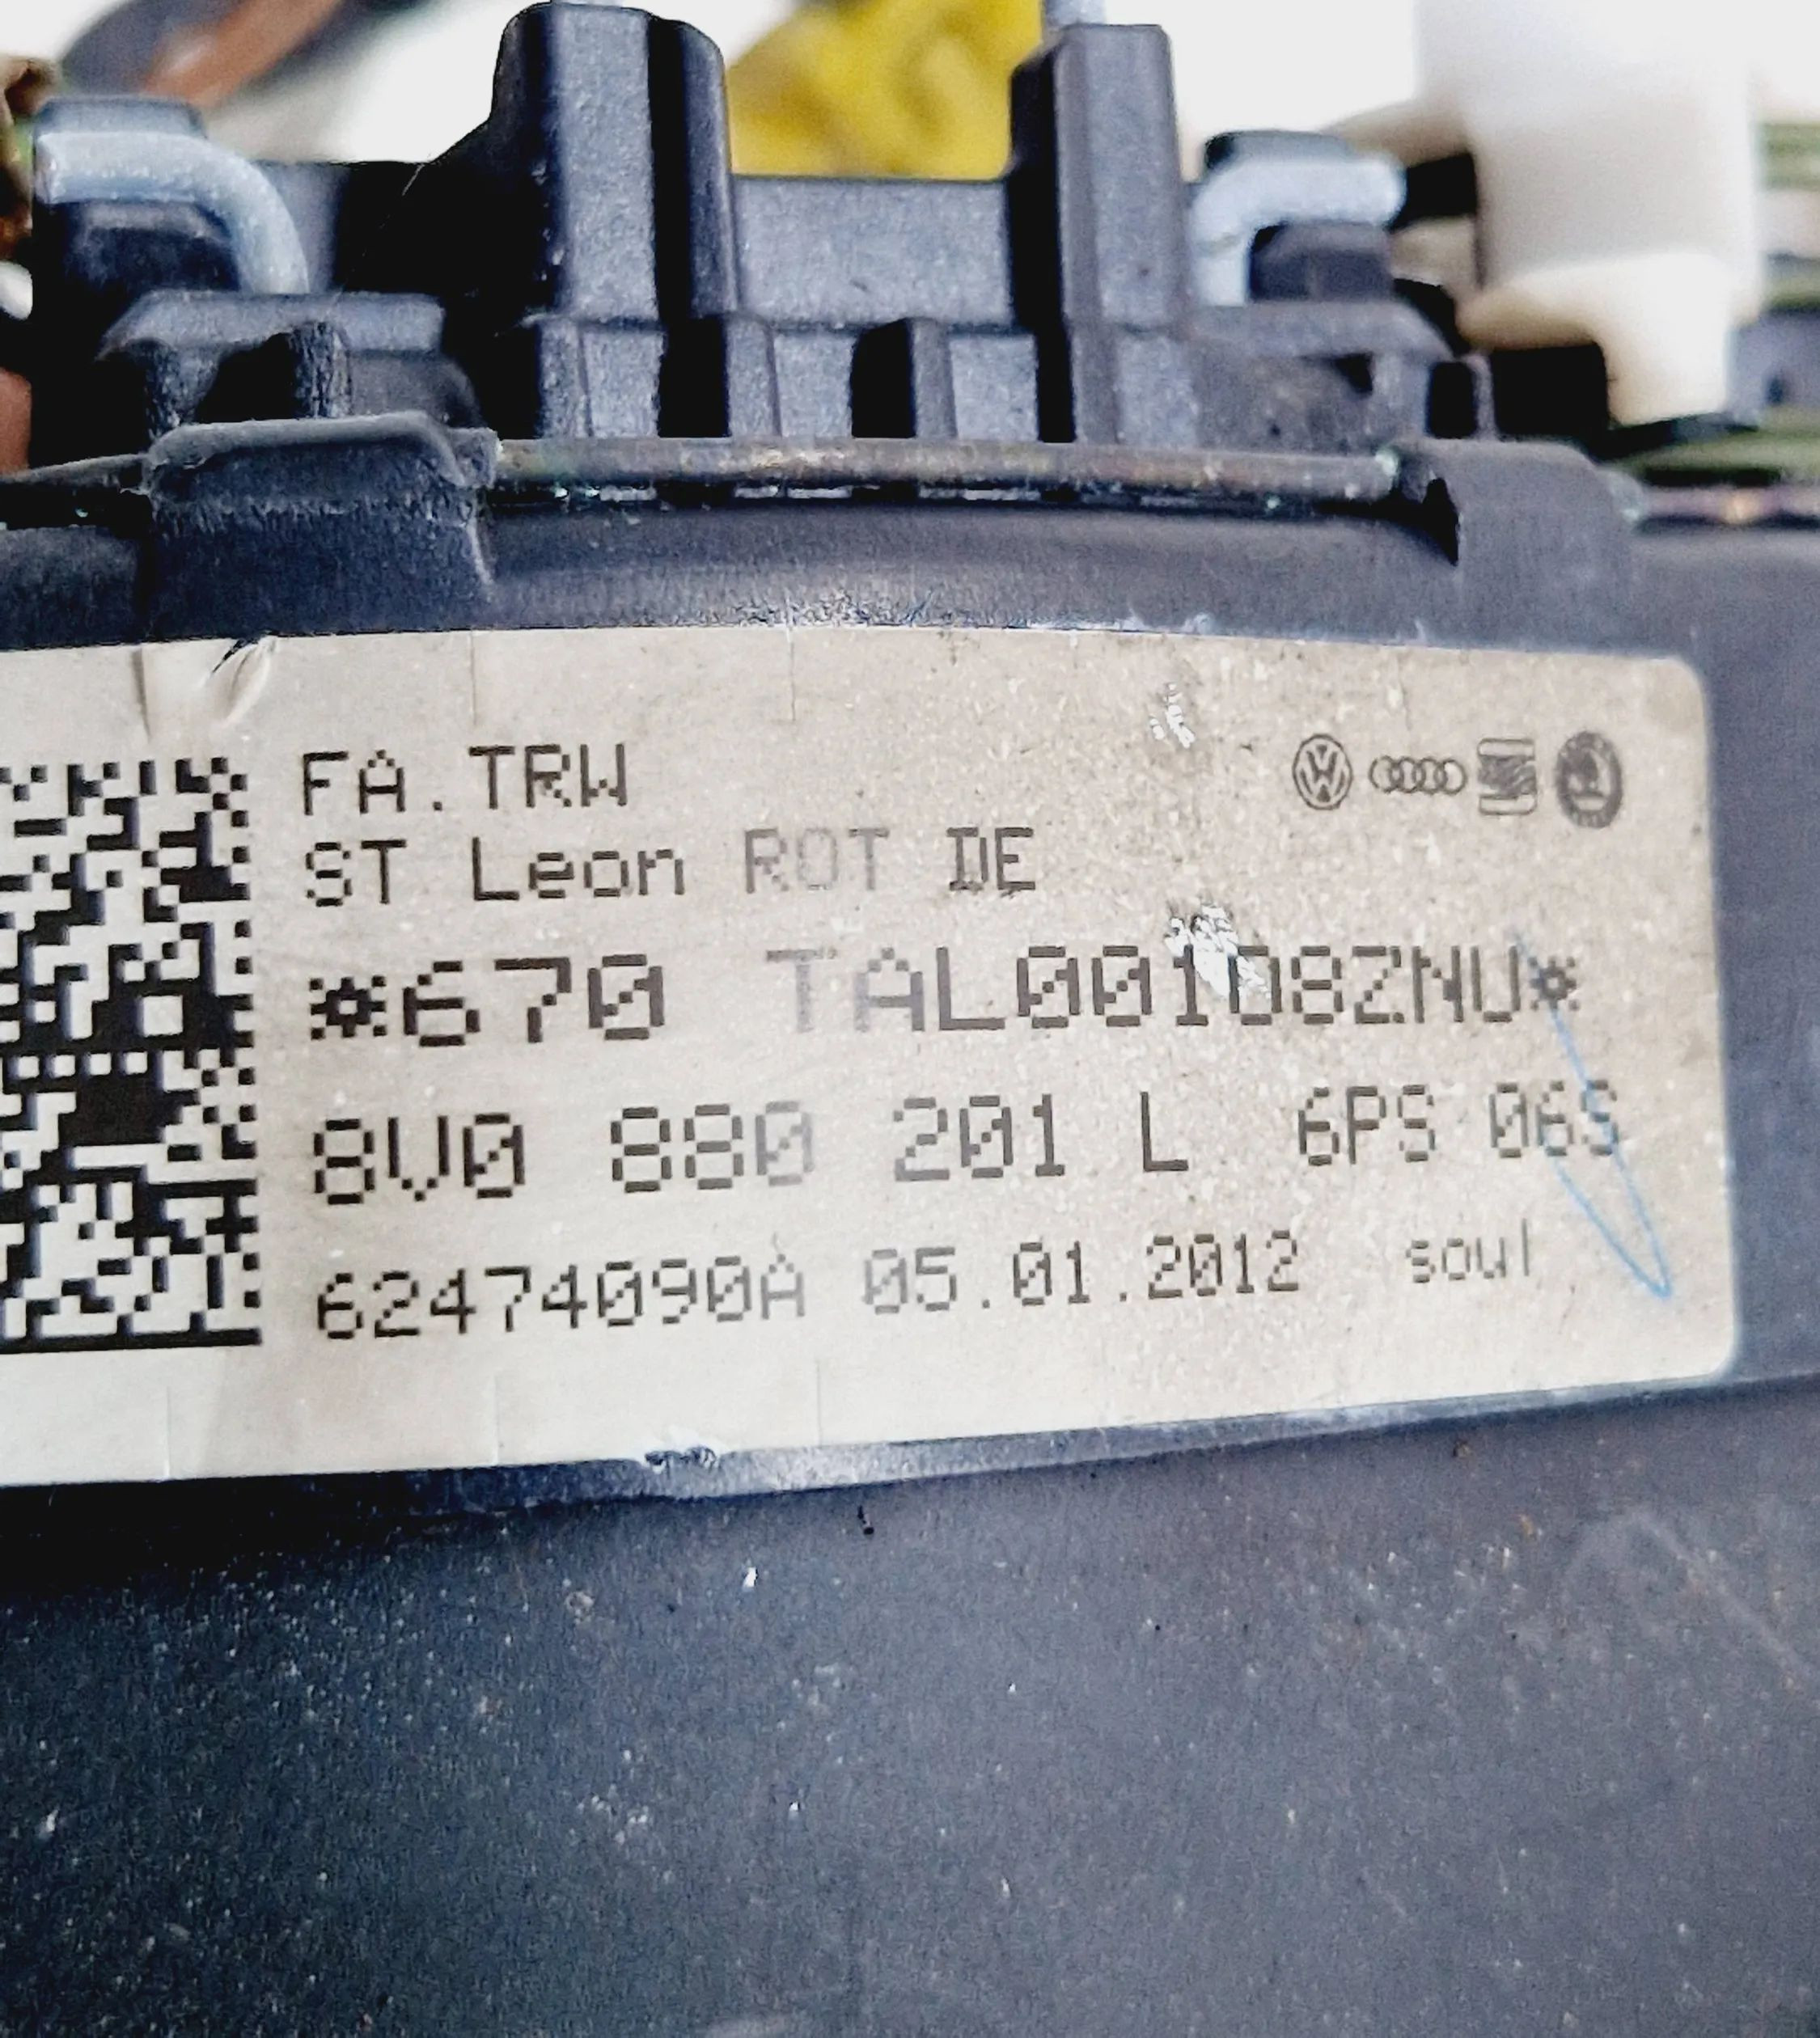 FA.TRW
ST Leon ROT DE
*670 TAL00108ZNU*
8V0 880 201 L 6PS 06S
62474090A 05.01.2012 soul